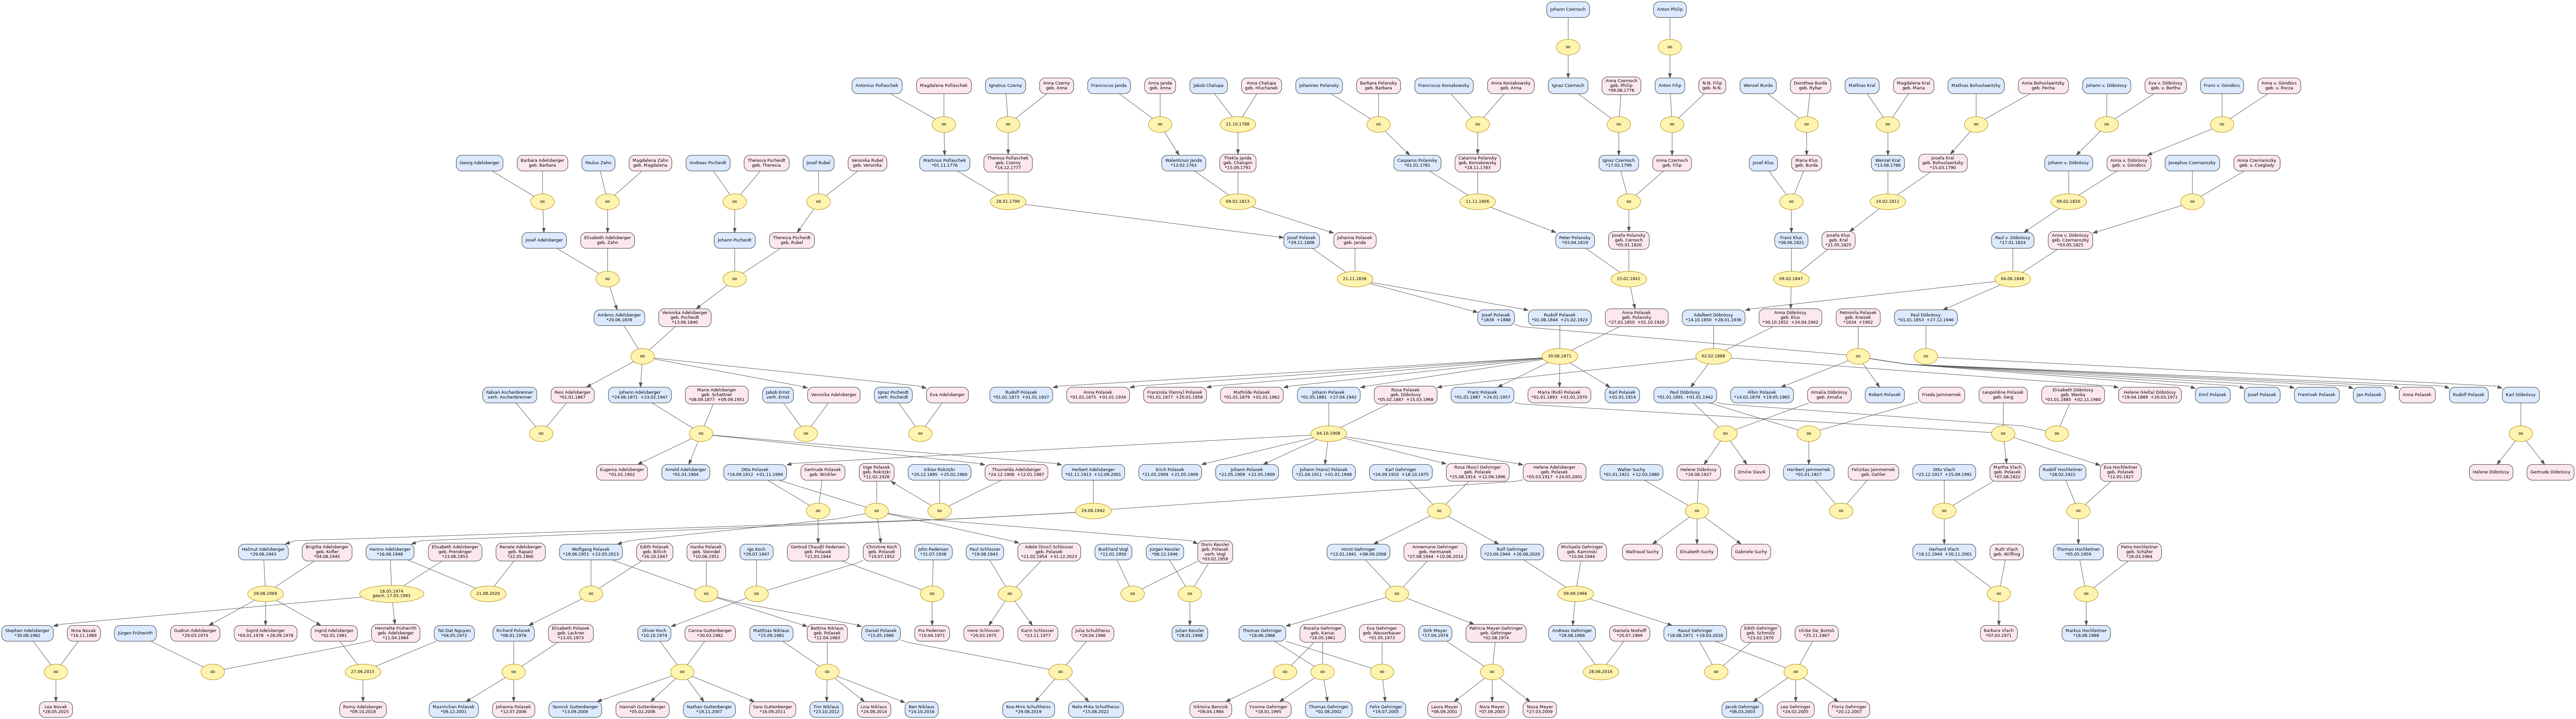 Johann Czernoch
Anton Philip
∞
∞
Antonius Pollaschek
Magdalena Pollaschek
Ignatius Czerny
Anna Czerny
geb. Anna
Franciscus Janda
Anna Janda
geb. Anna
Jakob Chalupa
Anna Chalupa
geb. Hluchanek
Johannes Polansky
Barbara Polansky
geb. Barbara
Franciscus Koniakowsky
Anna Koniakowsky
geb. Anna
Ignaz Czernoch
Anna Czernoch
geb. Philip
*09.08.1778
Anton Filip
N.N. Filip
geb. N.N.
Wenzel Burda
Dorothea Burda
geb. Rybar
Mathias Kral
Magdalena Kral
geb. Maria
Mathias Bohuslawitzky
Anna Bohuslawitzky
geb. Pecha
Johann v. Döbrössy
Eva v. Döbrössy
geb. v. Bertha
Franz v. Göndöcs
Anna v. Göndöcs
geb. v. Pocza
∞
∞
∞
21.10.1788
∞
∞
∞
∞
∞
∞
∞
∞
∞
Georg Adelsberger
Barbara Adelsberger
geb. Barbara
Paulus Zahn
Magdalena Zahn
geb. Magdalena
Andreas Pscheidt
Theresia Pscheidt
geb. Theresia
Josef Rubel
Veronika Rubel
geb. Veronika
Martinus Pollaschek
*01.11.1776
Theresa Pollaschek
geb. Czerny
*14.12.1777
Walentinus Janda
*13.02.1763
Thekla Janda
geb. Chalupin
*15.09.1791
Casparus Polansky
*01.01.1781
Catarina Polansky
geb. Koniakowsky
*18.11.1783
Ignatz Czernoch
*17.02.1799
Anna Czernoch
geb. Filip
Josef Klus
Maria Klus
geb. Burda
Wenzel Kral
*13.06.1786
Josefa Kral
geb. Bohuslawitzky
*15.03.1790
Johann v. Döbrössy
Anna v. Döbrössy
geb. v. Göndöcs
Josephus Czernanszky
Anna Czernanszky
geb. v. Cseglady
∞
∞
∞
∞
28.01.1799
09.02.1813
11.11.1806
∞
∞
24.02.1811
09.02.1820
∞
Josef Adelsberger
Elisabeth Adelsberger
geb. Zahn
Johann Pscheidt
Theresia Pscheidt
geb. Rubel
Josef Polasek
*29.11.1808
Johanna Polasek
geb. Janda
Peter Polansky
*03.04.1819
Josefa Polansky
geb. Cernoch
*05.01.1820
Franz Klus
*08.08.1821
Josefa Klus
geb. Kral
*21.05.1825
Paul v. Döbrössy
*17.01.1824
Anna v. Döbrössy
geb. Czernanszky
*03.05.1825
∞
∞
21.11.1838
15.02.1841
09.02.1847
04.06.1848
Ambros Adelsberger
*20.06.1839
Veronika Adelsberger
geb. Pscheidt
*13.06.1840
Josef Polasek
*1839 +1888
Rudolf Polasek
*01.08.1844 +21.02.1923
Anna Polasek
geb. Polansky
*27.02.1850 +01.10.1920
Adalbert Döbrössy
*14.10.1850 +28.01.1936
Anna Döbrössy
geb. Klus
*30.10.1852 +24.04.1942
Petronila Polasek
geb. Knezek
*1834 +1902
Paul Döbrössy
*01.01.1853 +27.12.1946
∞
30.08.1871
02.02.1888
∞
∞
Fabian Aschenbrenner
verh. Aschenbrenner
Resi Adelsberger
*01.01.1867
Johann Adelsberger
*24.06.1871 +23.02.1947
Marie Adelsberger
geb. Schattner
*08.09.1877 +09.09.1951
Jakob Ernst
verh. Ernst
Veronika Adelsberger
Ignaz Pscheidt
verh. Pscheidt
Eva Adelsberger
Rudolf Polasek
*01.01.1873 +01.01.1937
Anna Polasek
*01.01.1875 +01.01.1934
Franziska (Fanny) Polasek
*01.01.1877 +20.01.1958
Mathilde Polasek
*01.01.1879 +01.01.1962
Johann Polasek
*01.05.1881 +27.04.1942
Rosa Polasek
geb. Döbrössy
*05.02.1887 +15.03.1968
Franz Polasek
*01.01.1887 +24.01.1957
Maria (Ridi) Polasek
*01.01.1893 +01.01.1970
Karl Polasek
*01.01.1914
Paul Döbrössy
*01.01.1891 +01.01.1942
Albin Polasek
*14.02.1879 +19.05.1965
Amalia Döbrössy
geb. Amalia
Robert Polasek
Frieda Jammernek
Leopoldine Polasek
geb. Geig
Elisabeth Döbrössy
geb. Wanka
*01.01.1885 +02.11.1980
Helene (Hella) Döbrössy
*19.04.1889 +20.03.1971
Emil Polasek
Josef Polasek
Frantisek Polasek
Jan Polasek
Anna Polasek
Rudolf Polasek
Karl Döbrössy
∞
∞
∞
∞
04.10.1908
∞
∞
∞
∞
∞
Eugenia Adelsberger
*01.01.1902
Arnold Adelsberger
*01.01.1904
Otto Polasek
*14.09.1912 +01.11.1994
Gertrude Polasek
geb. Winkler
Inge Polasek
geb. Rokitzki
*11.02.1928
Viktor Rokitzki
*20.12.1895 +25.02.1960
Thusnelda Adelsberger
*24.12.1906 +12.01.1987
Herbert Adelsberger
*01.11.1913 +12.09.2001
Erich Polasek
*21.05.1909 +21.05.1909
Johann Polasek
*21.05.1909 +21.05.1909
Johann (Hans) Polasek
*21.04.1911 +01.01.1948
Karl Gehringer
*24.09.1910 +18.10.1975
Rosa (Rosi) Gehringer
geb. Polasek
*25.08.1914 +12.09.1996
Helene Adelsberger
geb. Polasek
*05.03.1917 +24.05.2001
Walter Suchy
*01.01.1921 +12.03.1980
Helene Döbrössy
*16.08.1927
Emilie Slavik
Heribert Jammernek
*01.01.1927
Felizitas Jammernek
geb. Gahler
Otto Vlach
*25.12.1917 +25.09.1991
Martha Vlach
geb. Polasek
*07.08.1922
Rudolf Hochleitner
*28.02.1922
Eva Hochleitner
geb. Polasek
*12.05.1927
Helene Döbrössy
Gertrude Döbrössy
∞
∞
∞
29.08.1942
∞
∞
∞
∞
∞
Helmut Adelsberger
*29.06.1943
Brigitta Adelsberger
geb. Kofler
*04.08.1945
Heimo Adelsberger
*16.08.1948
Elisabeth Adelsberger
geb. Prendinger
*23.06.1953
Renate Adelsberger
geb. Rapatz
*22.05.1960
Wolfgang Polasek
*19.06.1951 +23.05.2013
Edith Polasek
geb. Billich
*26.10.1947
Hanka Polasek
geb. Steindel
*10.06.1951
Igo Koch
*29.07.1947
Gertrud (Traudl) Pedersen
geb. Polasek
*21.03.1944
Christine Koch
geb. Polasek
*19.07.1952
John Pedersen
*31.07.1938
Paul Schlosser
*19.08.1943
Adele (Sissi) Schlosser
geb. Polasek
*21.02.1954 +31.12.2023
Burkhard Vogl
*11.01.1950
Jürgen Kessler
*06.12.1946
Doris Kessler
geb. Polasek
verh. Vogl
*03.02.1959
Horst Gehringer
*12.01.1941 +08.09.2008
Annemarie Gehringer
geb. Hermanek
*27.08.1944 +10.06.2014
Rolf Gehringer
*23.04.1944 +26.08.2020
Michaela Gehringer
geb. Kaminski
*10.04.1944
Waltraud Suchy
Elisabeth Suchy
Gabriele Suchy
Gerhard Vlach
*19.11.1944 +30.11.2001
Ruth Vlach
geb. Wiffling
Thomas Hochleitner
*05.05.1959
Petra Hochleitner
geb. Schäfer
*26.03.1964
29.08.1969
18.05.1974
gesch. 17.05.1993
21.08.2020
∞
∞
∞
∞
∞
∞
∞
∞
09.09.1966
∞
∞
Stephan Adelsberger
*30.08.1982
Nina Novak
*16.11.1989
Jürgen Frühwirth
Gudrun Adelsberger
*29.03.1974
Sigrid Adelsberger
*04.01.1978 +28.09.1978
Ingrid Adelsberger
*02.01.1981
Henriette Frühwirth
geb. Adelsberger
*11.04.1984
Tat-Dat Nguyen
*04.05.1972
Richard Polasek
*06.01.1976
Elisabeth Polasek
geb. Lackner
*13.05.1973
Oliver Koch
*10.10.1974
Carina Guttenberger
*30.03.1982
Matthias Niklaus
*15.09.1981
Bettina Niklaus
geb. Polasek
*12.04.1983
Daniel Polasek
*15.05.1986
Pia Pedersen
*10.04.1971
Irene Schlosser
*20.03.1975
Karin Schlosser
*23.11.1977
Julia Schultheiss
*29.04.1986
Julian Kessler
*28.01.1998
Thomas Gehringer
*18.06.1966
Rosalia Gehringer
geb. Karsai
*18.05.1961
Eva Gehringer
geb. Wasserbauer
*01.05.1973
Dirk Meyer
*17.04.1974
Patricia Meyer-Gehringer
geb. Gehringer
*02.08.1974
Andreas Gehringer
*28.06.1966
Daniela Niehoff
*20.07.1969
Raoul Gehringer
*18.08.1971 +18.03.2018
Edith Gehringer
geb. Schmolz
*23.02.1970
Ulrike De_Bortoli
*25.11.1967
Barbara Vlach
*07.03.1971
Markus Hochleitner
*18.08.1988
∞
∞
27.06.2015
∞
∞
∞
∞
∞
∞
∞
∞
28.06.2016
∞
∞
Lea Novak
*28.05.2025
Romy Adelsberger
*09.10.2018
Maximilian Polasek
*09.12.2001
Johanna Polasek
*12.07.2006
Yannick Guttenberger
*13.09.2004
Hannah Guttenberger
*05.02.2006
Nathan Guttenberger
*19.11.2007
Sara Guttenberger
*16.09.2011
Tim Niklaus
*23.10.2012
Lina Niklaus
*24.08.2014
Ben Niklaus
*14.10.2016
Koa-Miro Schultheiss
*29.08.2019
Nelo-Mika Schultheiss
*15.08.2022
Viktoria Bencsik
*09.04.1984
Yvonne Gehringer
*18.01.1995
Thomas Gehringer
*02.08.2002
Felix Gehringer
*19.07.2005
Laura Meyer
*06.09.2001
Nora Meyer
*07.06.2003
Tessa Meyer
*27.03.2009
Jacob Gehringer
*06.03.2003
Lea Gehringer
*24.02.2005
Floria Gehringer
*20.12.2007